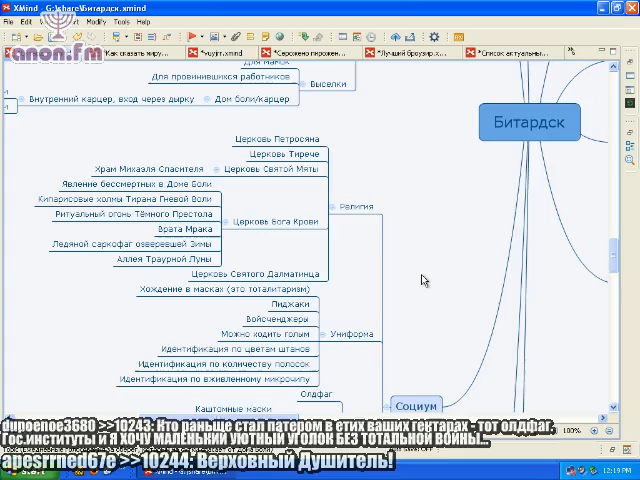 XMind - G:\share\Битардск.xmind
File Edit Modify Tools Help
anon.fm
*Как сказать миру...
*yuyjrr.xmind
*Серожено пирожен...
*Лучший броузир.x...
*Список актуальны...
Для мамок
Для провинившихся работников
Выселки
Внутренний карцер, вход через дырку
Дом боли/карцер
Битардск
Церковь Петросяна
Церковь Тирече
Храм Михаэля Спасителя
Церковь Святой Мяты
Явление бессмертных в Доме Боли
Кипарисовые холмы Тирана Гневой Воли
Религия
Ритуальный огонь Тёмного Престола
Церковь Бога Крови
Врата Мрака
Ледяной саркофаг озверевшей Зимы
Аллея Траурной Луны
Церковь Святого Далматинца
Хождение в масках (это тоталитаризм)
Пиджаки
Войсченджеры
Можно ходить голым
Униформа
Идентификация по цветам штанов
Идентификация по количеству полосок
Идентификация по вживленному микрочипу
Олдфаг
Социум
Каштомные маски
dupoenoe3680 >>10243: Кто раньше стал патером в етих ваших гектарах - тот олдфаг.
100%
гос.институты и Я ХОЧУ МАЛЕНЬКИЙ УЮТНЫЙ УГОЛОК БЕЗ ТОТАЛЬНОЙ ВОЙНЫ...
apcsrrned67e >>10244: Верховный Душитель!
12:19 PM